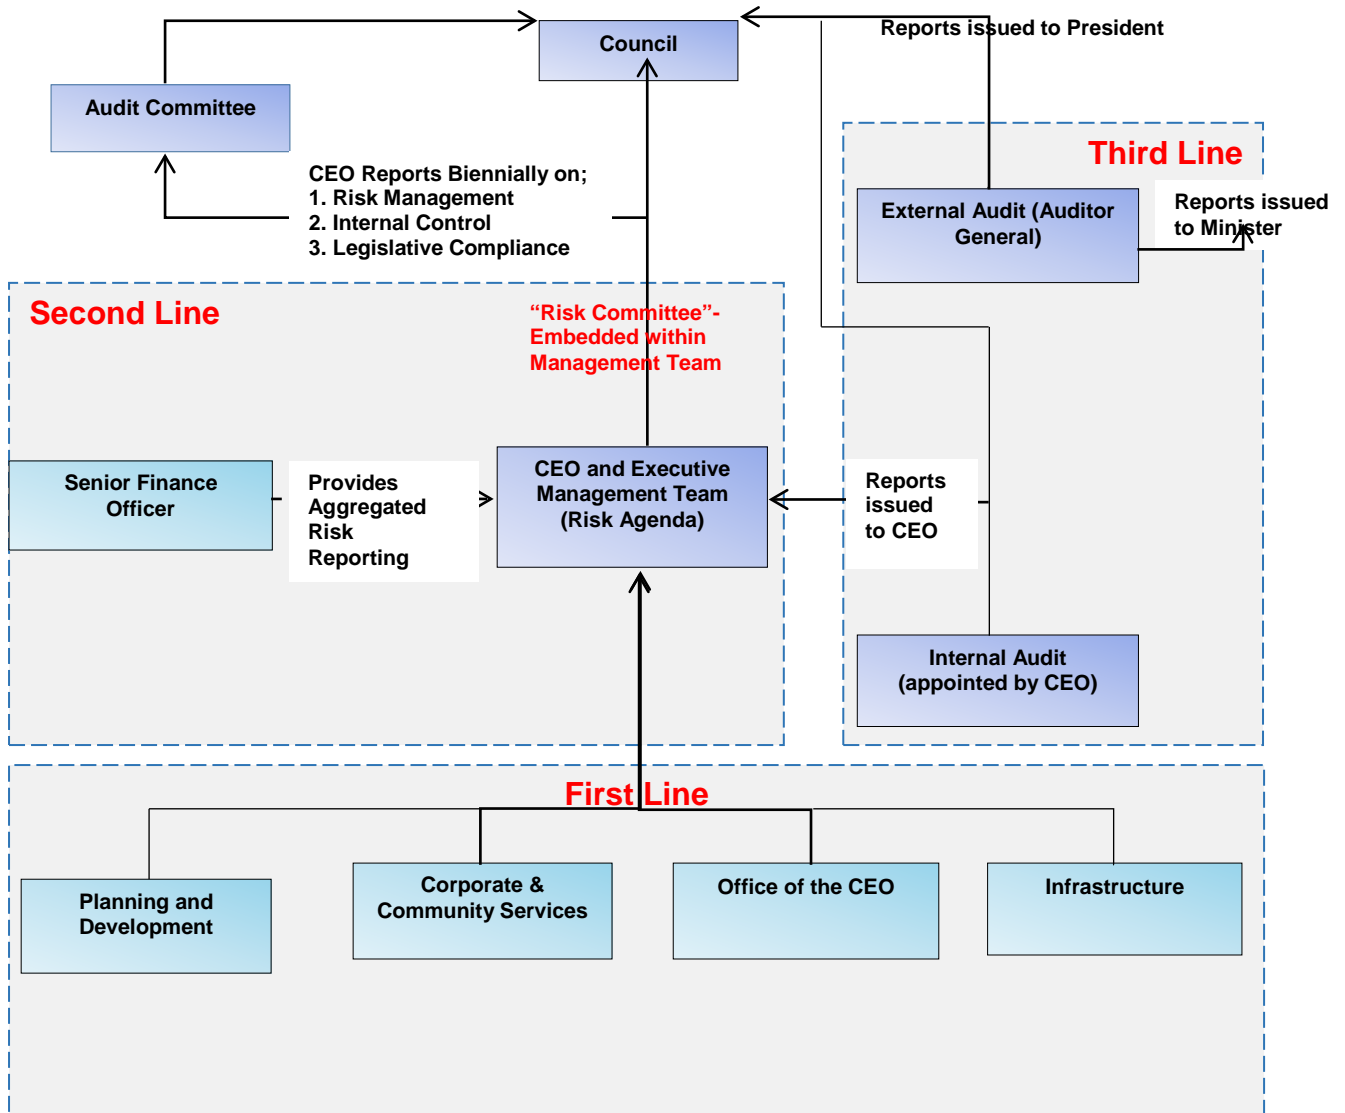 Reports issued to President
Council
Audit Committee
Third Line
CEO Reports Biennially on;
1. Risk Management
2. Internal Control
3. Legislative Compliance
External Audit (Auditor
General)
Reports issued
to Minister
Second Line
“Risk Committee”-
Embedded within
Management Team
Senior Finance
Officer
Provides
Aggregated
Risk
Reporting
CEO and Executive
Management Team
(Risk Agenda)
Reports
issued
to CEO
Internal Audit
(appointed by CEO)
First Line
Planning and
Development
Corporate &
Community Services
Office of the CEO
Infrastructure